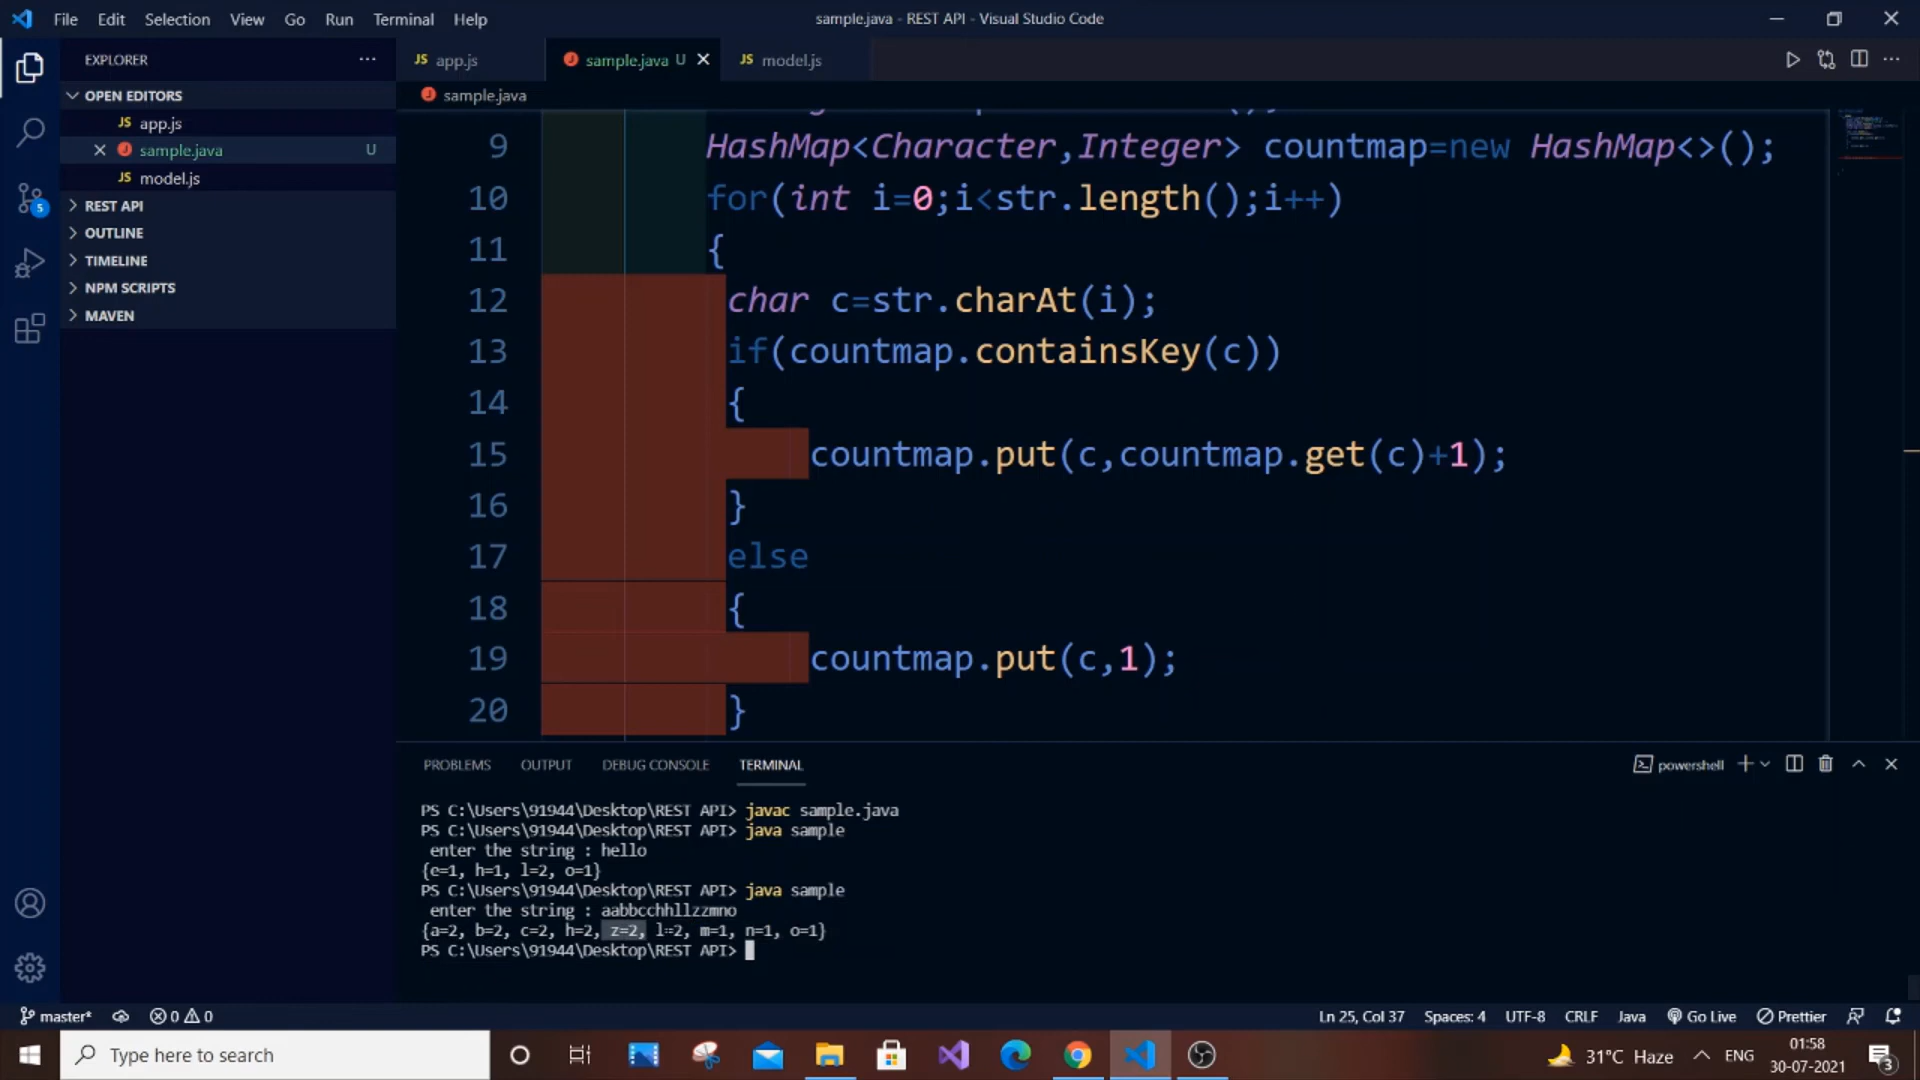 File Edit Selection View Go Run Terminal Help
sample.java - REST API - Visual Studio Code
EXPLORER
JS app.js
sample.java U
JS model.js
OPEN EDITORS
sample.java
JS app.js
sample.java U
JS model.js
REST API
OUTLINE
TIMELINE
NPM SCRIPTS
MAVEN
9 HashMap<Character,Integer> countmap=new HashMap<>();
10 for(int i=0;i<str.length();i++)
11 {
12 char c=str.charAt(i);
13 if(countmap.containsKey(c))
14 {
15 countmap.put(c,countmap.get(c)+1);
16 }
17 else
18 {
19 countmap.put(c,1);
20 }
PROBLEMS OUTPUT DEBUG CONSOLE TERMINAL
powershell
PS C:\Users\91944\Desktop\REST API> javac sample.java
PS C:\Users\91944\Desktop\REST API> java sample
enter the string : hello
{e=1, h=1, l=2, o=1}
PS C:\Users\91944\Desktop\REST API> java sample
enter the string : aabbcchhllzzmno
{a=2, b=2, c=2, h=2, z=2, l=2, m=1, n=1, o=1}
PS C:\Users\91944\Desktop\REST API>
5
master* 0 0
Ln 25, Col 37 Spaces: 4 UTF-8 CRLF Java Go Live Prettier
Type here to search
31°C Haze ENG
01:58
30-07-2021
3